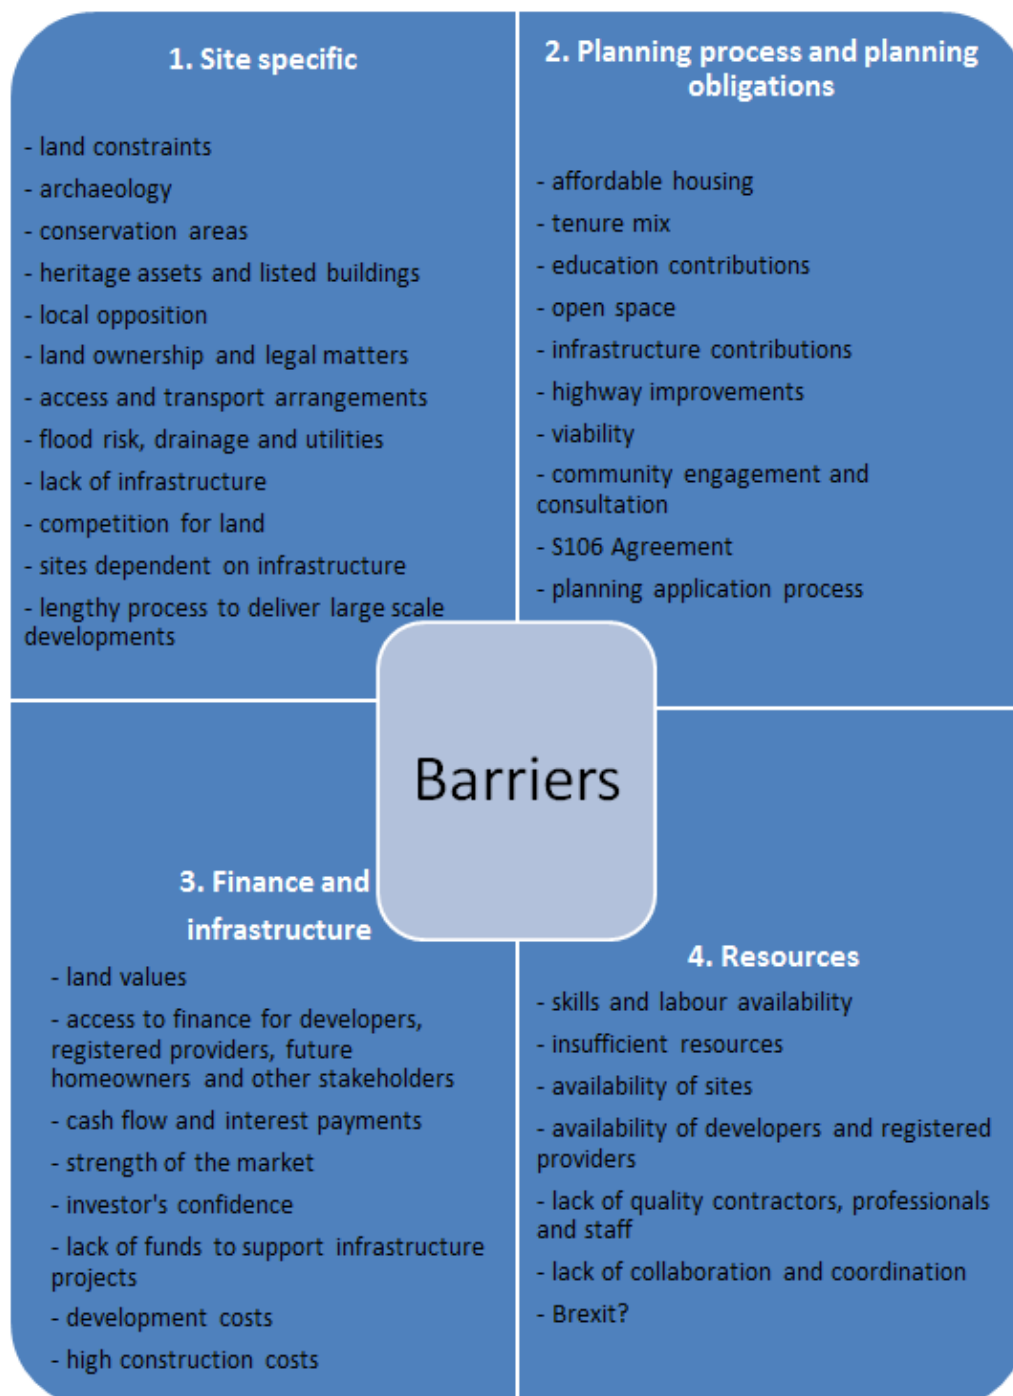 1. Site specific
- land constraints
- archaeology
- conservation areas
- heritage assets and listed buildings
- local opposition
- land ownership and legal matters
- access and transport arrangements
- flood risk, drainage and utilities
- lack of infrastructure
- competition for land
- sites dependent on infrastructure
- lengthy process to deliver large scale
developments
2. Planning process and planning
obligations
- affordable housing
- tenure mix
- education contributions
- open space
- infrastructure contributions
- highway improvements
- viability
- community engagement and
consultation
- S106 Agreement
- planning application process
Barriers
3. Finance and
infrastructure
- land values
- access to finance for developers,
registered providers, future
homeowners and other stakeholders
- cash flow and interest payments
- strength of the market
- investor's confidence
- lack of funds to support infrastructure
projects
- development costs
- high construction costs
4. Resources
- skills and labour availability
- insufficient resources
- availability of sites
- availability of developers and registered
providers
- lack of quality contractors, professionals
and staff
- lack of collaboration and coordination
- Brexit?